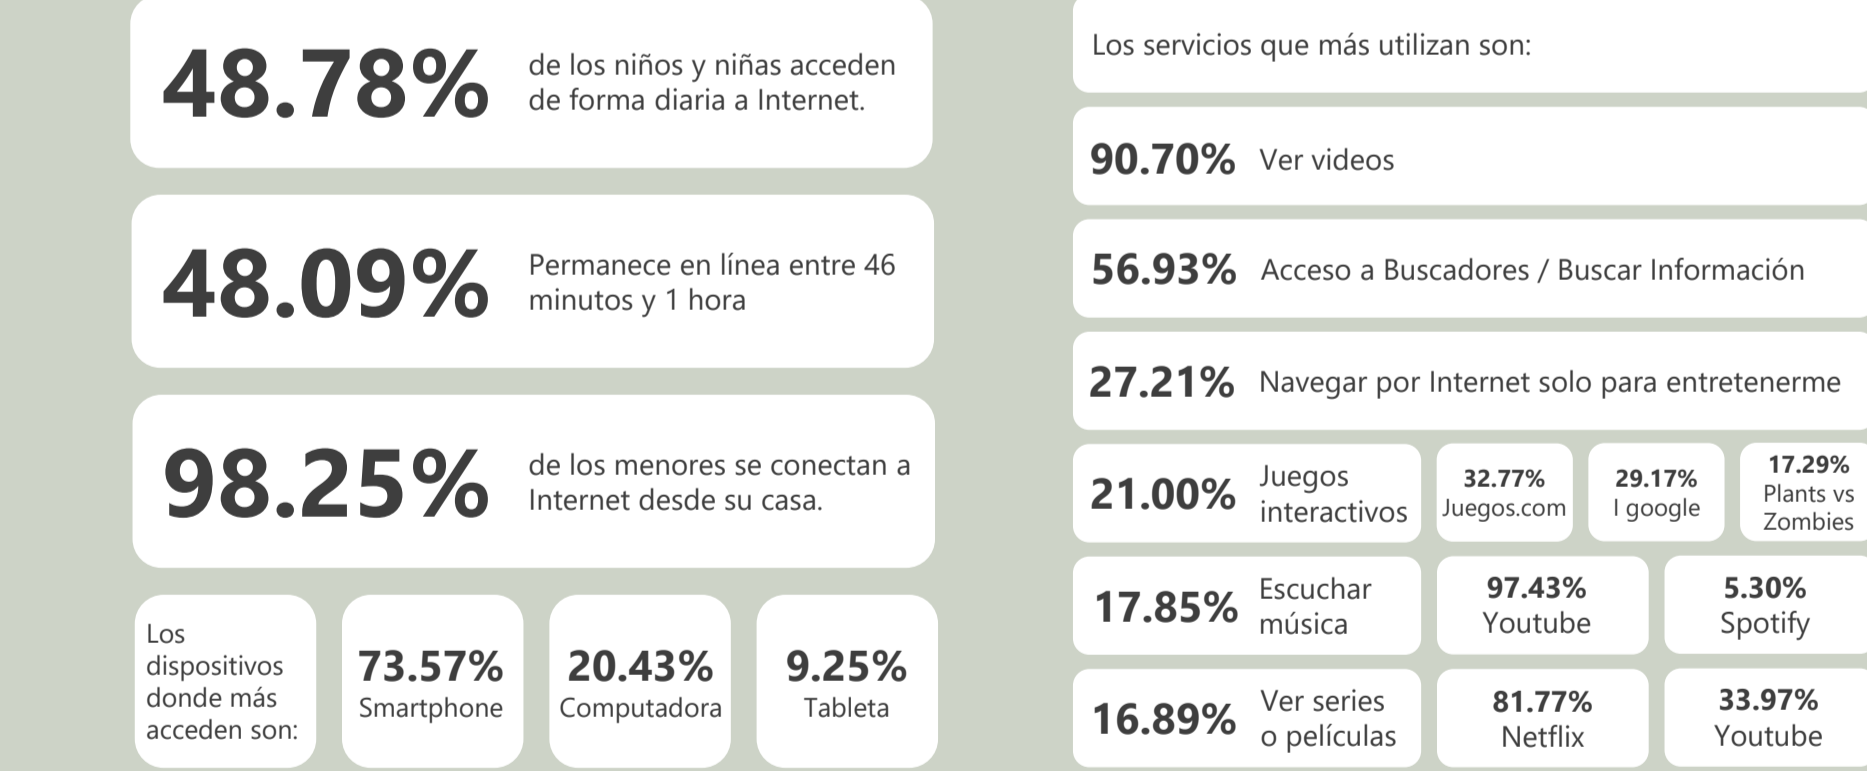 48.78%
de los niños y niñas acceden
de forma diaria a Internet.
48.09%
Permanece en línea entre 46
minutos y 1 hora
98.25%
de los menores se conectan a
Internet desde su casa.
Los
dispositivos
donde más
acceden son:
73.57%
Smartphone
20.43%
Computadora
9.25%
Tableta
Los servicios que más utilizan son:
90.70% Ver videos
56.93% Acceso a Buscadores / Buscar Información
27.21% Navegar por Internet solo para entretenerme
21.00%
Juegos
interactivos
32.77%
Juegos.com
29.17%
I google
17.29%
Plants vs
Zombies
17.85%
Escuchar
música
97.43%
Youtube
5.30%
Spotify
16.89%
Ver series
o películas
81.77%
Netflix
33.97%
Youtube